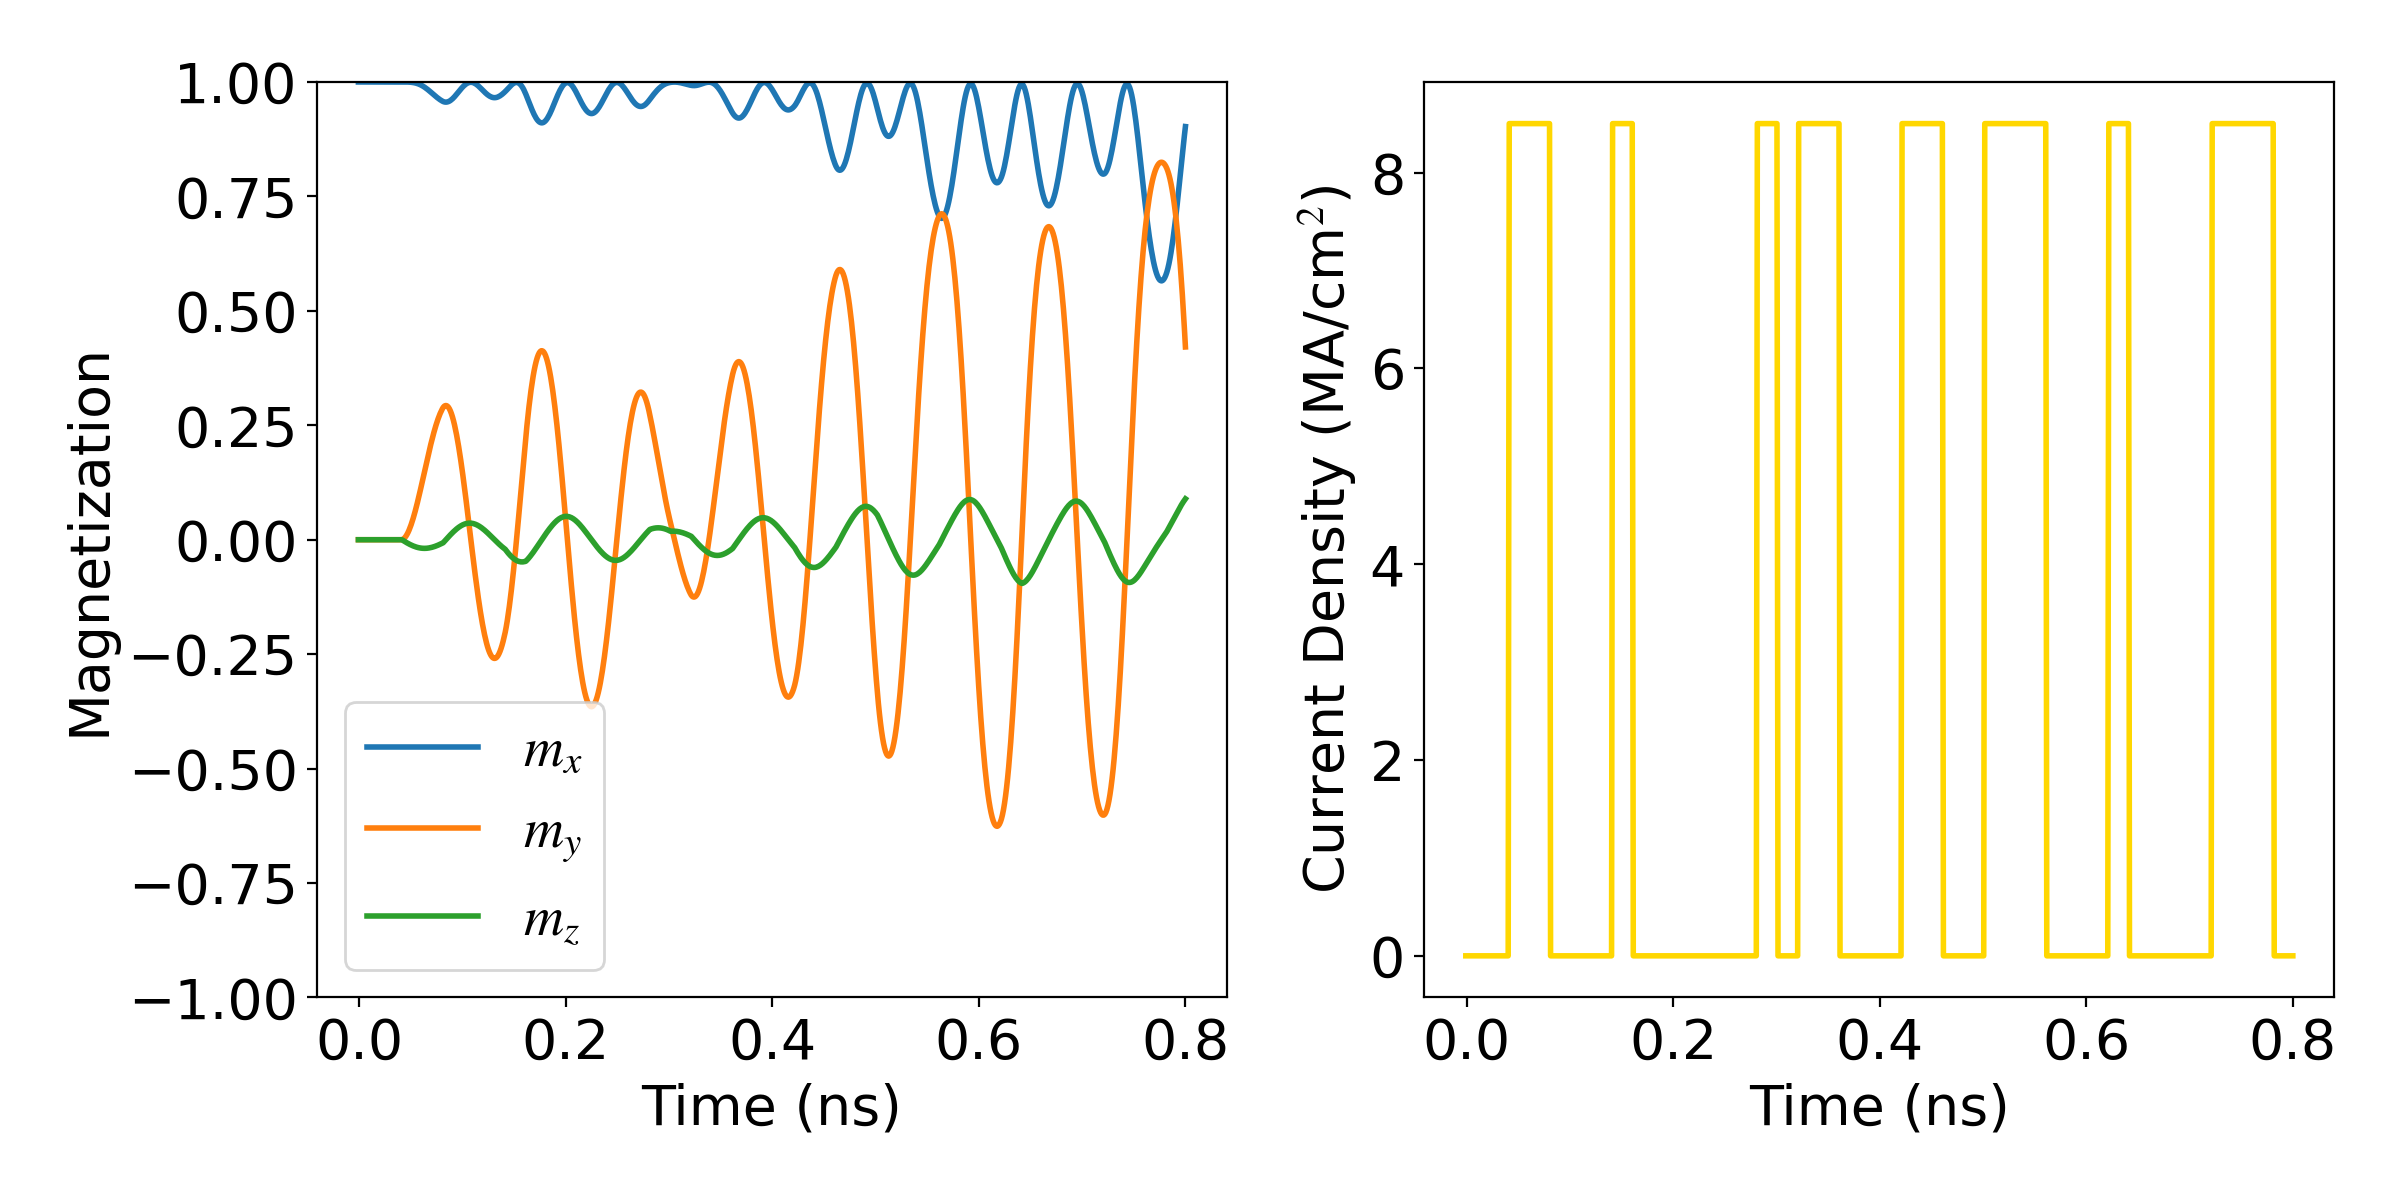 Magnetization
1.00
0.75
0.50
0.25
0.00
−0.25
−0.50
−0.75
−1.00
m_x
m_y
m_z
0.0 0.2 0.4 0.6 0.8
Time (ns)
Current Density (MA/cm²)
8
6
4
2
0
0.0 0.2 0.4 0.6 0.8
Time (ns)